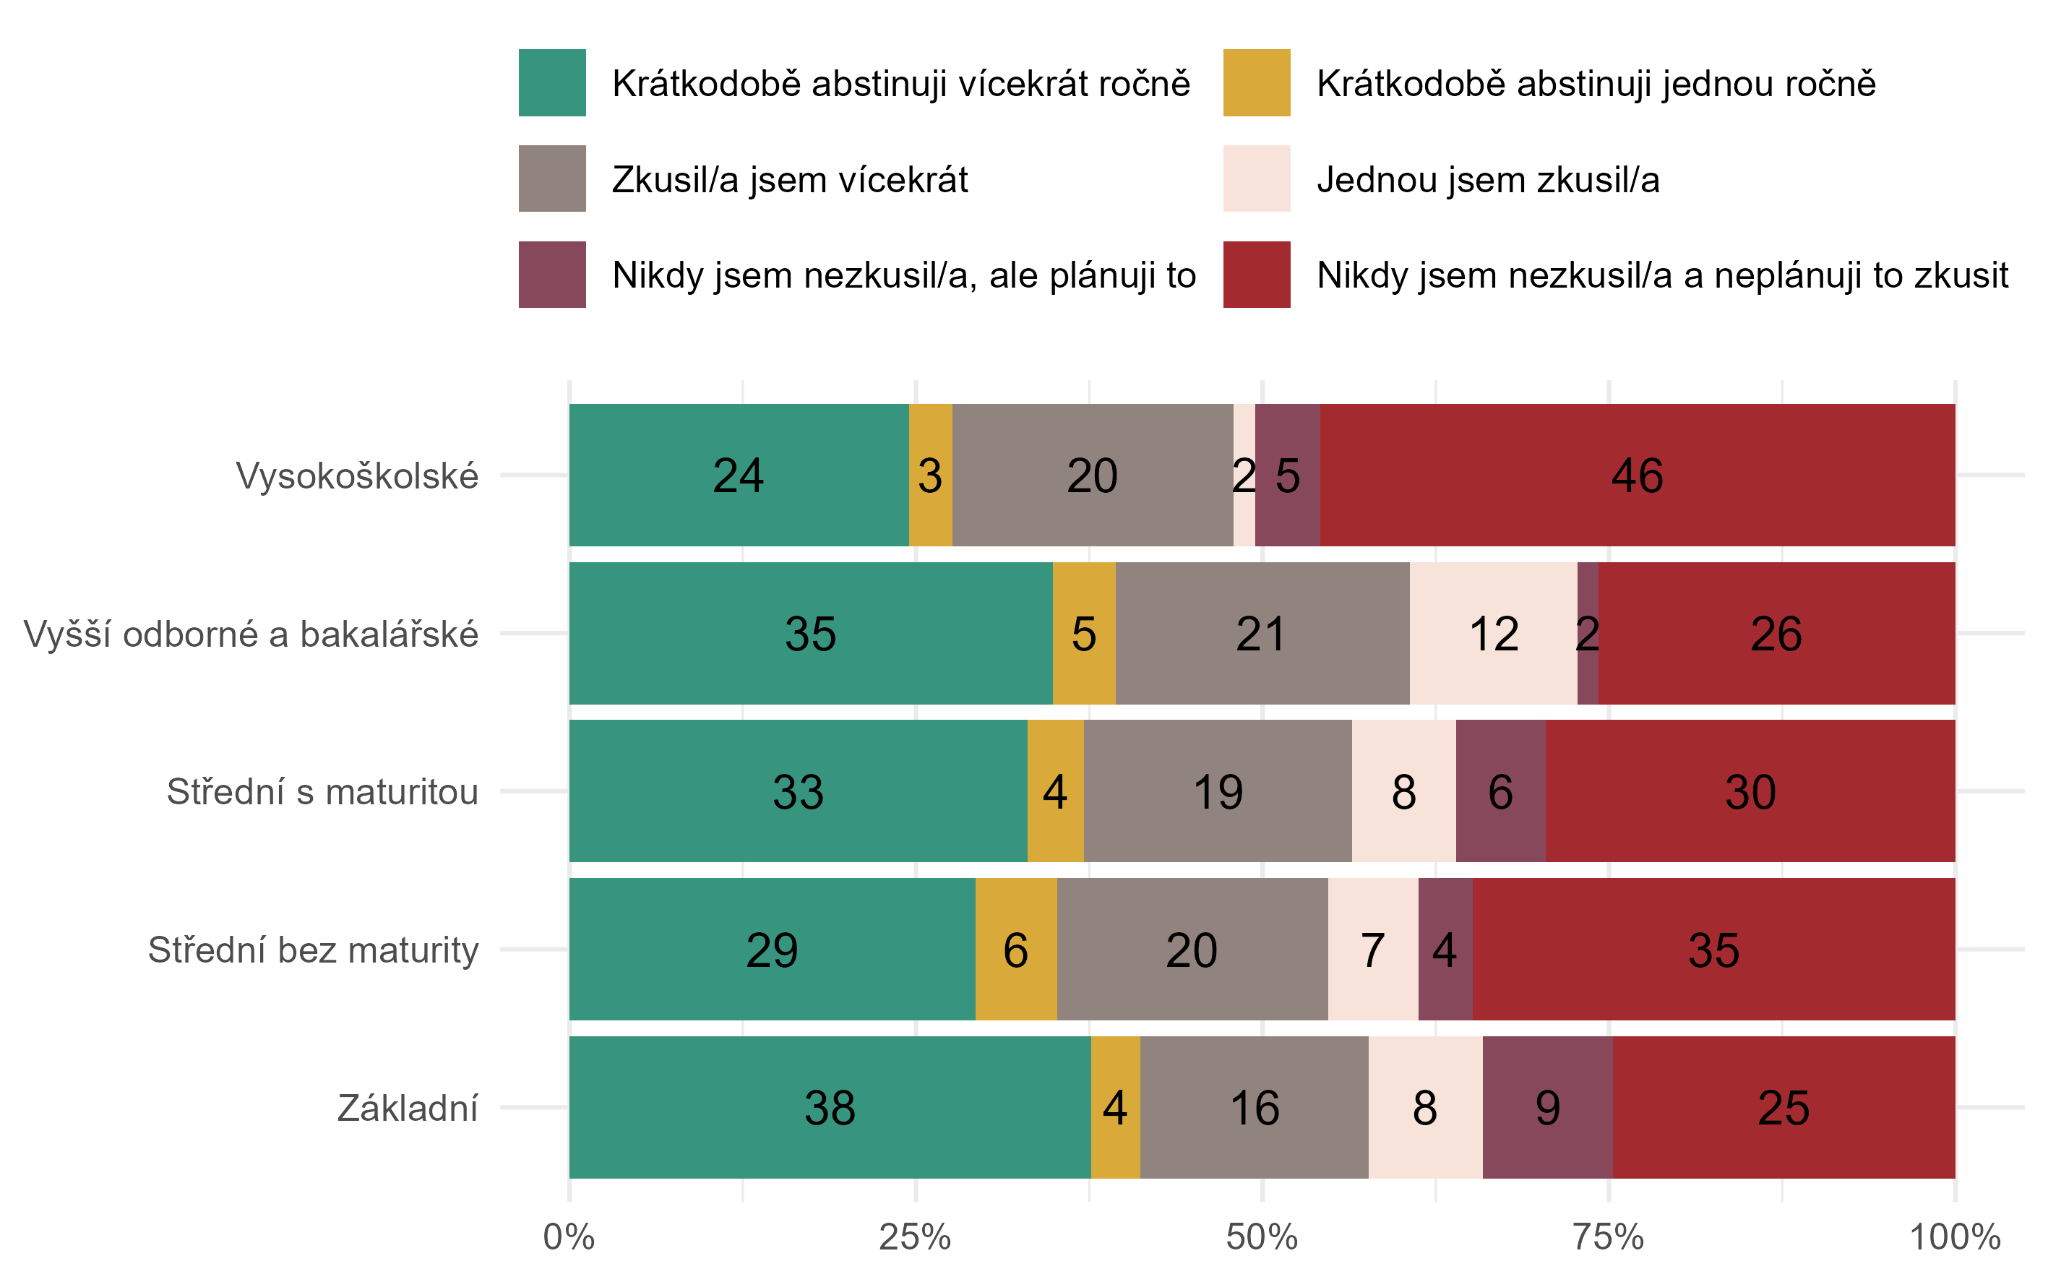 Krátkodobě abstinuji vícekrát ročně Krátkodobě abstinuji jednou ročně
Zkusil/a jsem vícekrát Jednou jsem zkusil/a
Nikdy jsem nezkusil/a, ale plánuji to Nikdy jsem nezkusil/a a neplánuji to zkusit
Vysokoškolské 24 3 20 2 5 46
Vyšší odborné a bakalářské 35 5 21 12 2 26
Střední s maturitou 33 4 19 8 6 30
Střední bez maturity 29 6 20 7 4 35
Základní 38 4 16 8 9 25
0% 25% 50% 75% 100%